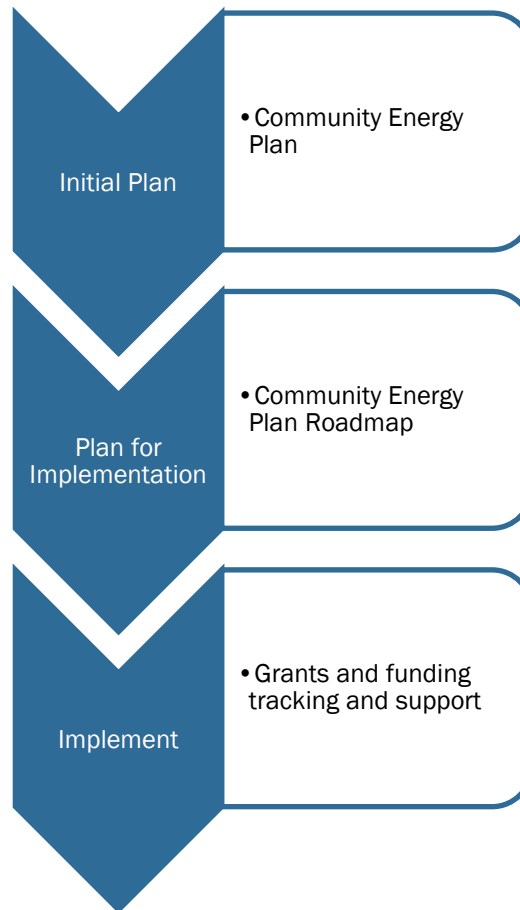 Initial Plan
• Community Energy
Plan
Plan for
Implementation
• Community Energy
Plan Roadmap
Implement
• Grants and funding
tracking and support